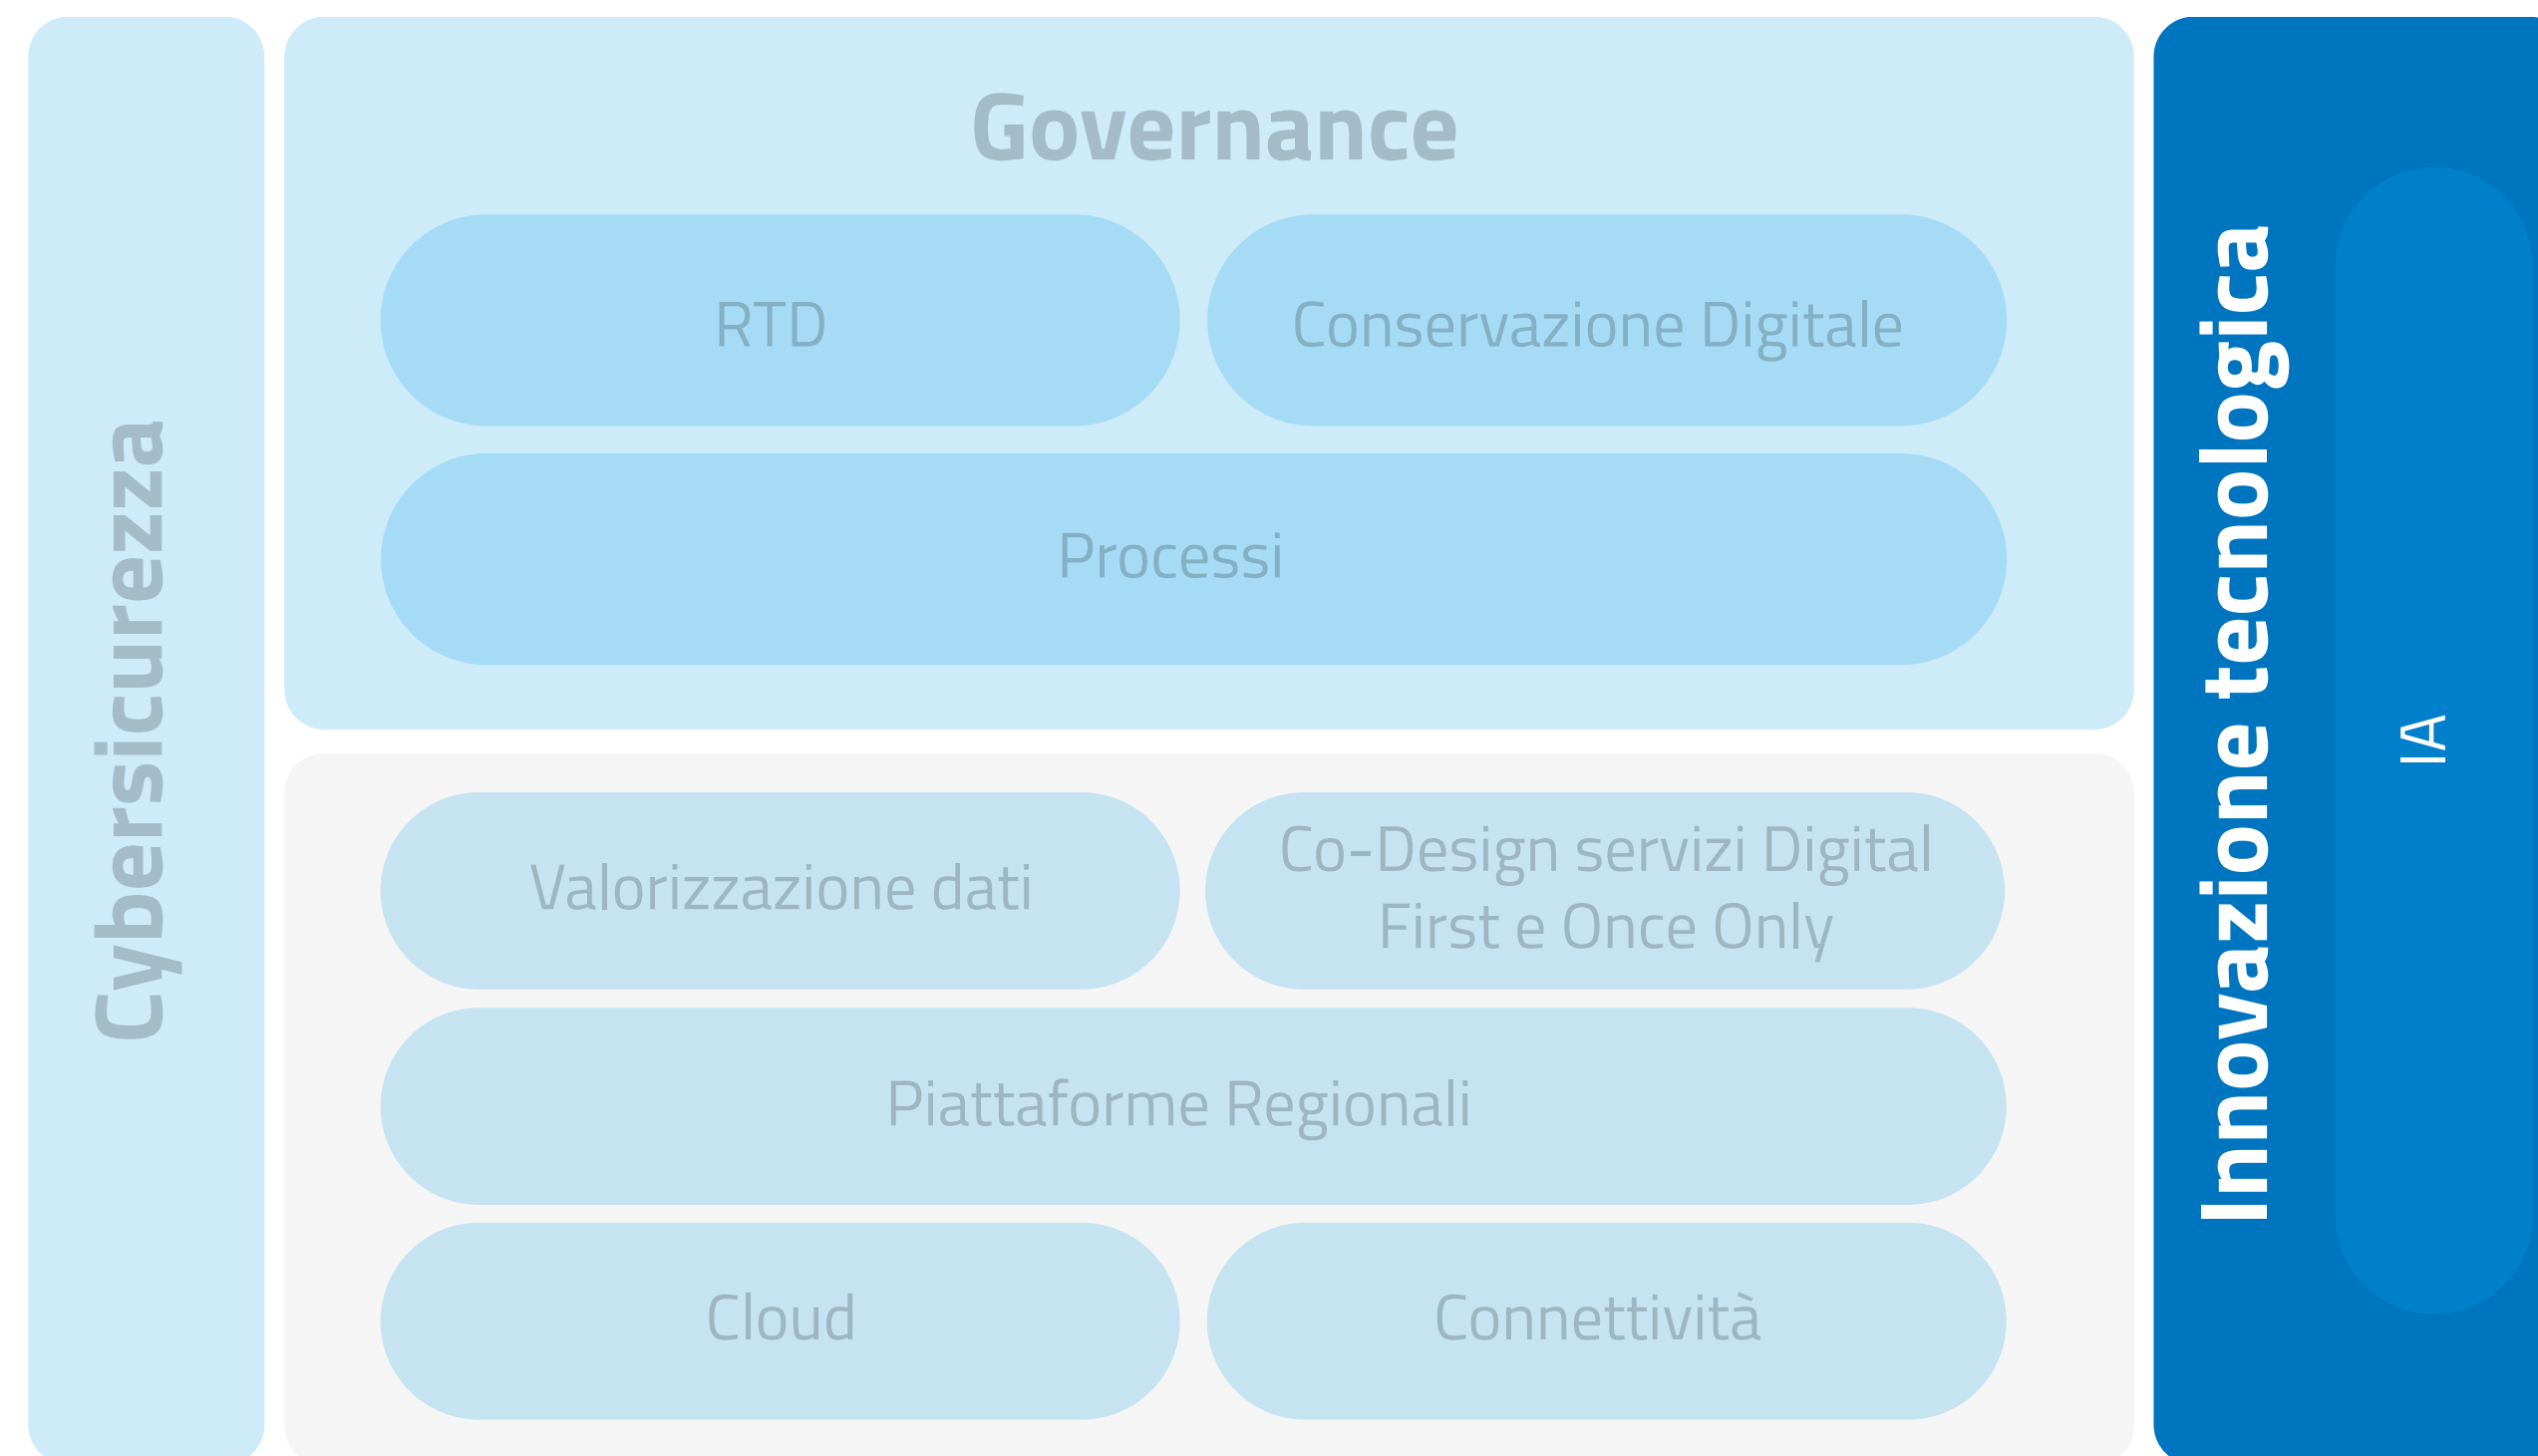 Cybersicurezza
Governance
RTD
Conservazione Digitale
Processi
Valorizzazione dati
Co-Design servizi Digital
First e Once Only
Piattaforme Regionali
Cloud
Connettività
Innovazione tecnologica
IA